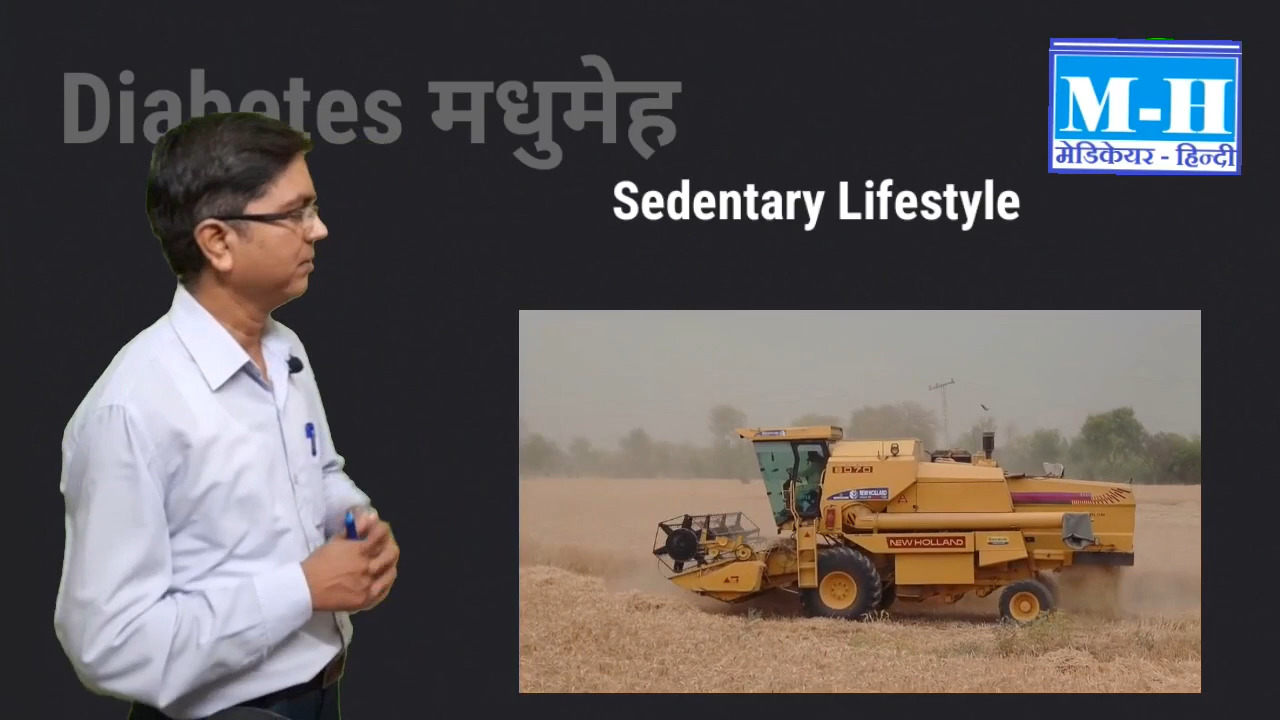 Diabetes मधुमेह
M-H
मेडिकेयर - हिन्दी
Sedentary Lifestyle
8070
NEW HOLLAND
NEW HOLLAND